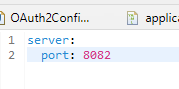 OAuth2Confi...
applica
1 server:
2   port: 8082